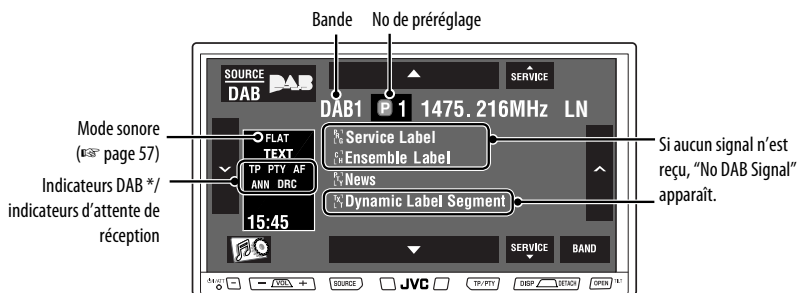 Bande
No de préréglage
SOURCE
DAB
DAB
SERVICE
DAB1 P 1 1475.216MHz LN
Mode sonore
(☞ page 57)
FLAT
TEXT
TP PTY AF
ANN DRC
15:45
Service Label
Ensemble Label
News
Dynamic Label Segment
Indicateurs DAB */
indicateurs d'attente de
réception
Si aucun signal n'est
reçu, "No DAB Signal"
apparaît.
SERVICE
BAND
− VOL +
SOURCE
JVC
TP/PTY
DISP
DETACH
OPEN
TILT